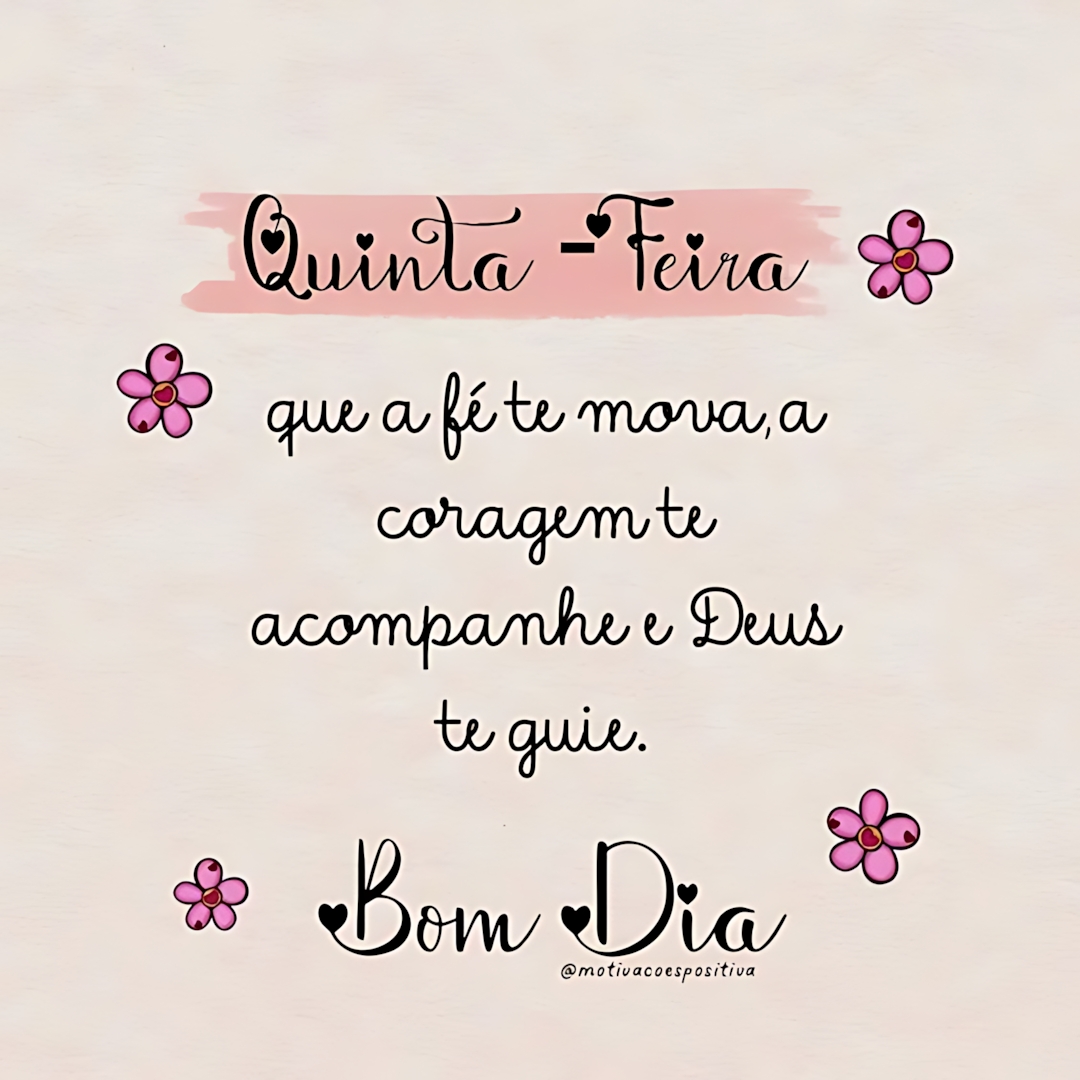 Quinta -Feira
que a fé te mova,a
coragem te
acompanhe e Deus
te guie.
Bom Dia
@motivacoespositiva